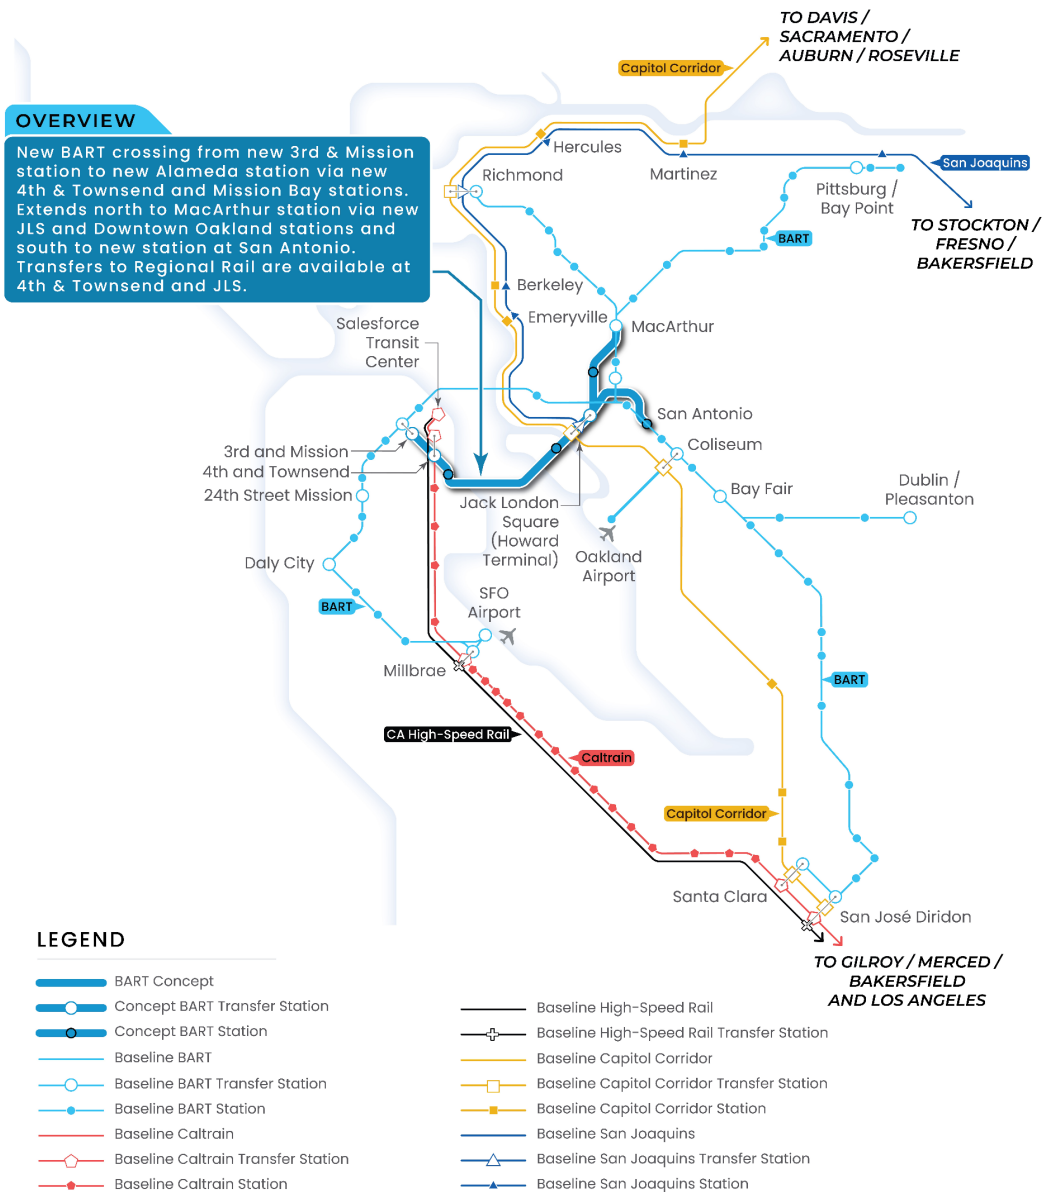 TO DAVIS /
SACRAMENTO /
AUBURN / ROSEVILLE
Capitol Corridor
OVERVIEW
New BART crossing from new 3rd & Mission
station to new Alameda station via new
4th & Townsend and Mission Bay stations.
Extends north to MacArthur station via new
JLS and Downtown Oakland stations and
south to new station at San Antonio.
Transfers to Regional Rail are available at
4th & Townsend and JLS.
Hercules
Martinez
San Joaquins
Richmond
Pittsburg /
Bay Point
TO STOCKTON /
FRESNO /
BAKERSFIELD
BART
Berkeley
Emeryville
MacArthur
Salesforce
Transit
Center
San Antonio
Coliseum
3rd and Mission
4th and Townsend
24th Street Mission
Bay Fair
Dublin /
Pleasanton
Jack London
Square
(Howard
Terminal)
Oakland
Airport
Daly City
SFO
Airport
BART
Millbrae
BART
CA High-Speed Rail
Caltrain
Capitol Corridor
Santa Clara
San José Diridon
TO GILROY / MERCED /
BAKERSFIELD
AND LOS ANGELES
LEGEND
BART Concept
Concept BART Transfer Station
Concept BART Station
Baseline BART
Baseline BART Transfer Station
Baseline BART Station
Baseline Caltrain
Baseline Caltrain Transfer Station
Baseline Caltrain Station
Baseline High-Speed Rail
Baseline High-Speed Rail Transfer Station
Baseline Capitol Corridor
Baseline Capitol Corridor Transfer Station
Baseline Capitol Corridor Station
Baseline San Joaquins
Baseline San Joaquins Transfer Station
Baseline San Joaquins Station